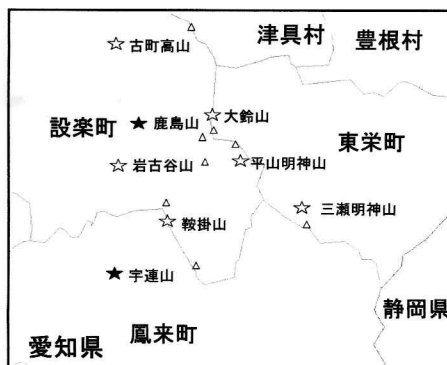 津具村
豊根村
古町高山
大鈴山
設楽町
鹿島山
東栄町
岩古谷山
平山明神山
三瀬明神山
鞍掛山
宇連山
静岡県
鳳来町
愛知県